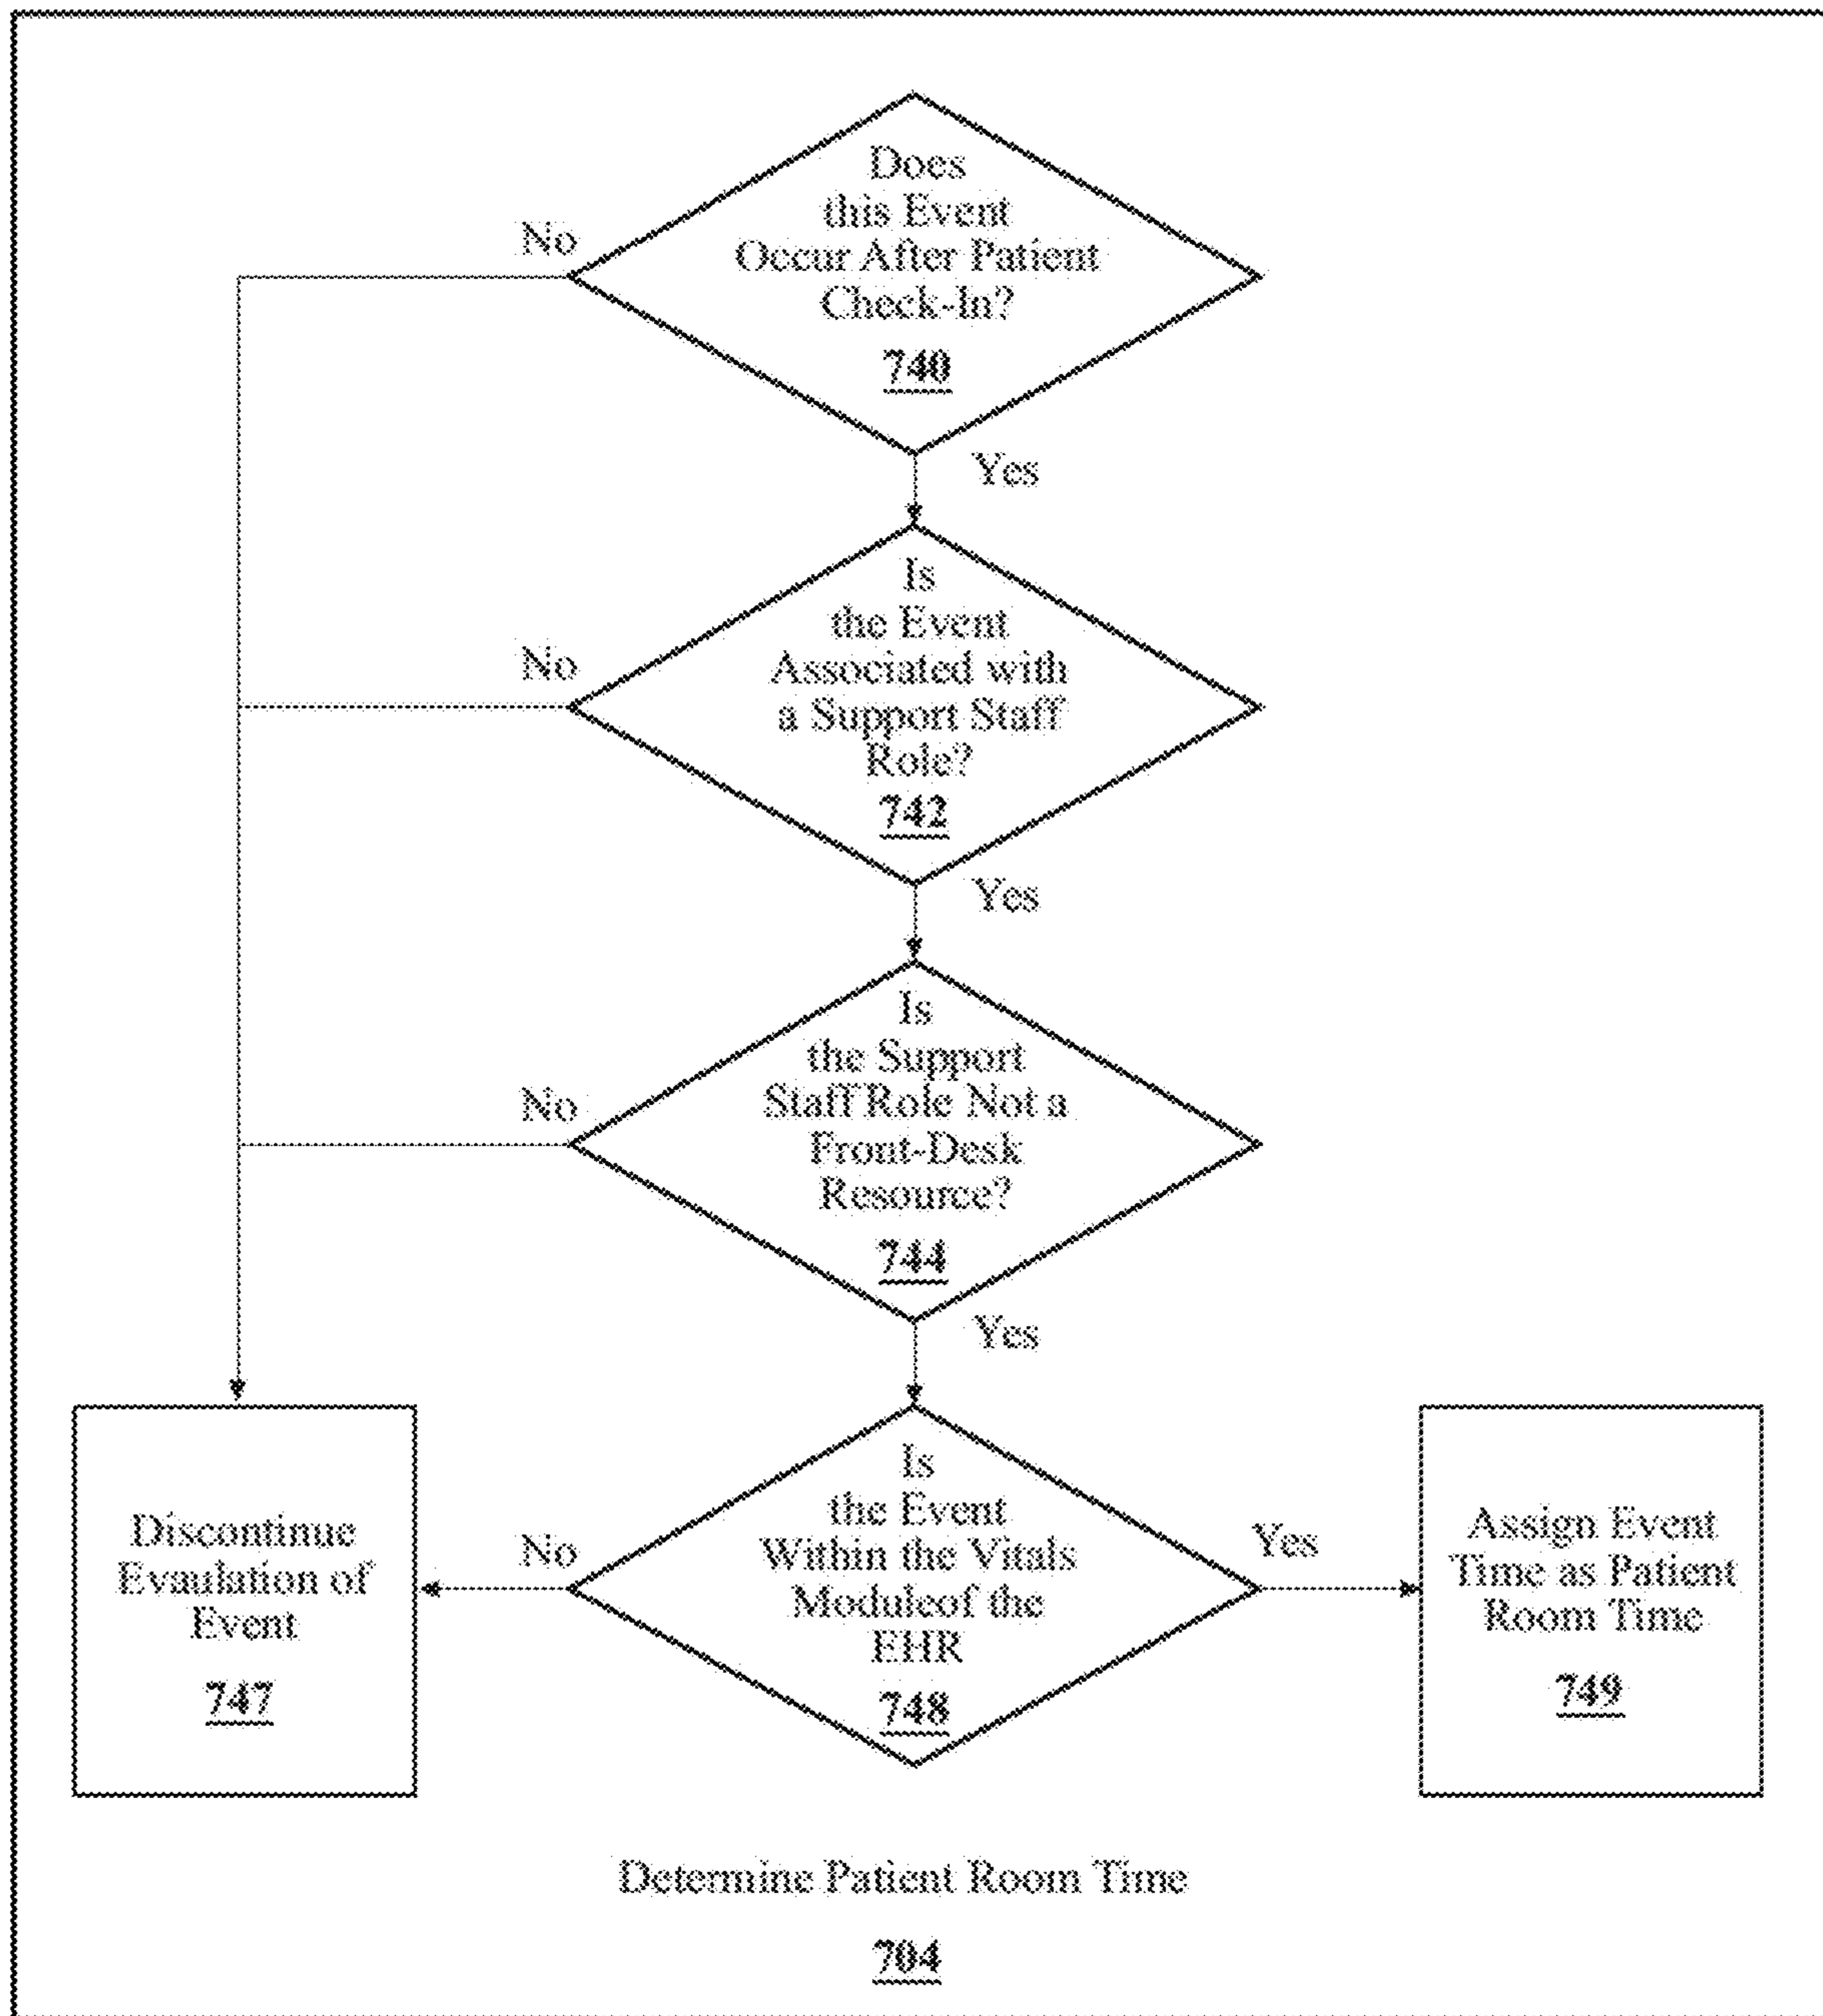 Does
this Event
Occur After Patient
Check-In?
740
No
Yes
Is
the Event
Associated with
a Support Staff
Role?
742
No
Yes
Is
the Support
Staff Role Not a
Front-Desk
Resource?
744
No
Yes
Is
the Event
Within the Vitals
Moduleof the
EHR
748
No
Yes
Discontinue
Evaulation of
Event
747
Assign Event
Time as Patient
Room Time
749
Determine Patient Room Time
704